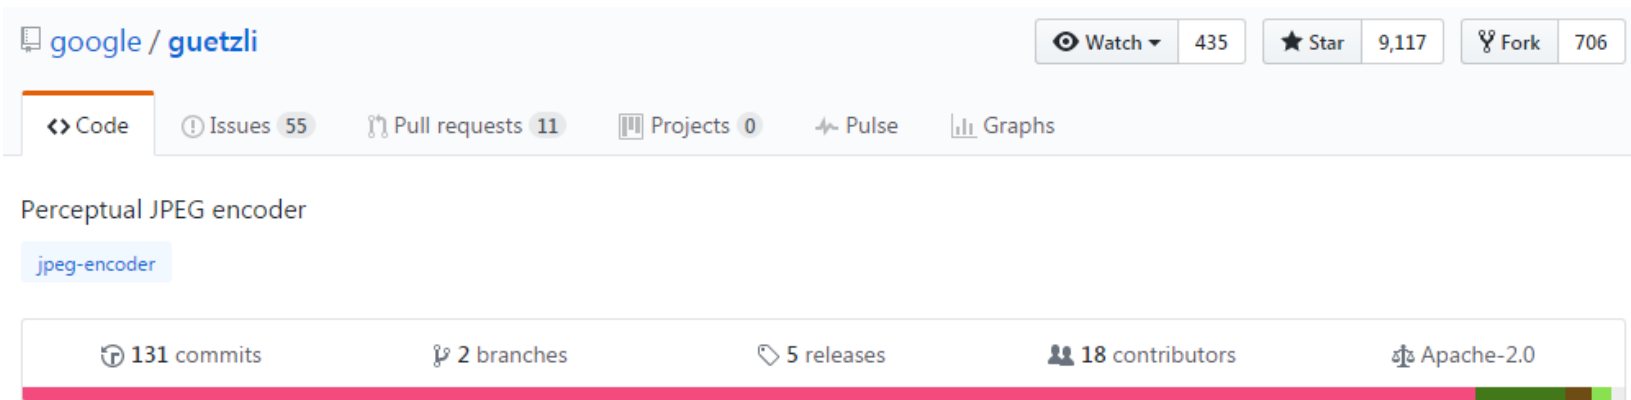 google / guetzli Watch 435 Star 9,117 Fork 706
Code Issues 55 Pull requests 11 Projects 0 Pulse Graphs
Perceptual JPEG encoder
jpeg-encoder
131 commits 2 branches 5 releases 18 contributors Apache-2.0